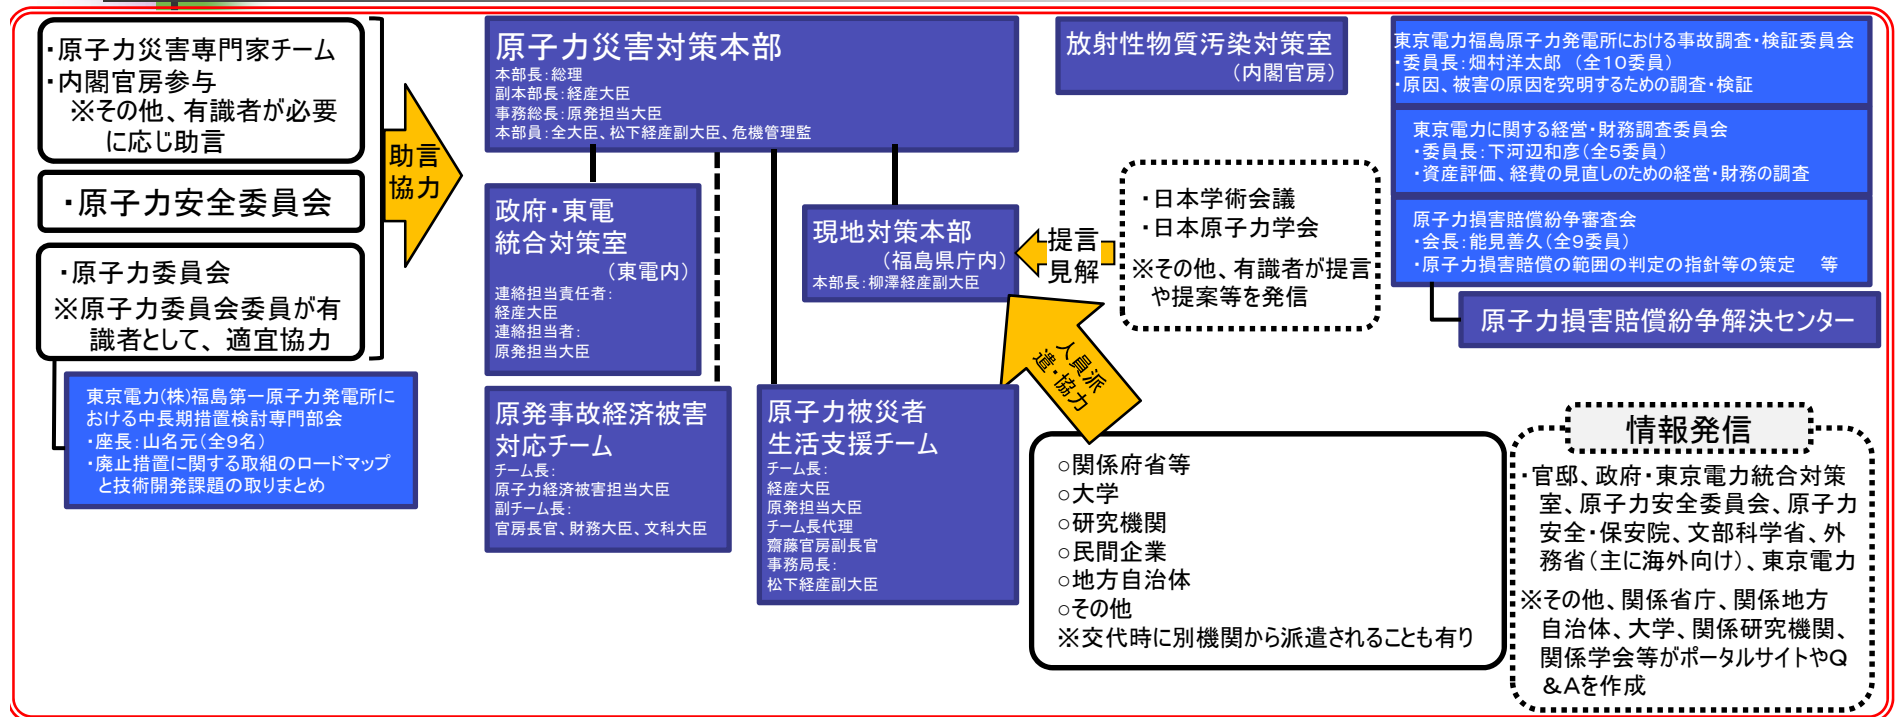 ・原子力災害専門家チーム
・内閣官房参与
※その他、有識者が必要
に応じ助言
・原子力安全委員会
・原子力委員会
※原子力委員会委員が有
識者として、適宜協力
東京電力(株)福島第一原子力発電所に
おける中長期措置検討専門部会
・座長:山名元(全9名)
・廃止措置に関する取組のロードマップ
と技術開発課題の取りまとめ
助言
協力
原子力災害対策本部
本部長:総理
副本部長:経産大臣
事務総長:原発担当大臣
本部員:全大臣、松下経産副大臣、危機管理監
政府・東電
統合対策室
(東電内)
連絡担当責任者:
経産大臣
連絡担当者:
原発担当大臣
原発事故経済被害
対応チーム
チーム長:
原子力経済被害担当大臣
副チーム長:
官房長官、財務大臣、文科大臣
原子力被災者
生活支援チーム
チーム長:
経産大臣
原発担当大臣
チーム長代理
齋藤官房副長官
事務局長:
松下経産副大臣
現地対策本部
(福島県庁内)
本部長:柳澤経産副大臣
提言
見解
・日本学術会議
・日本原子力学会
※その他、有識者が提言
や提案等を発信
人員派
遣・協力
○関係府省等
○大学
○研究機関
○民間企業
○地方自治体
○その他
※交代時に別機関から派遣されることも有り
放射性物質汚染対策室
(内閣官房)
東京電力福島原子力発電所における事故調査・検証委員会
・委員長:畑村洋太郎 (全10委員)
・原因、被害の原因を究明するための調査・検証
東京電力に関する経営・財務調査委員会
・委員長:下河辺和彦(全5委員)
・資産評価、経費の見直しのための経営・財務の調査
原子力損害賠償紛争審査会
・会長:能見善久(全9委員)
・原子力損害賠償の範囲の判定の指針等の策定 等
原子力損害賠償紛争解決センター
情報発信
・官邸、政府・東京電力統合対策
室、原子力安全委員会、原子力
安全・保安院、文部科学省、外
務省(主に海外向け)、東京電力
※その他、関係省庁、関係地方
自治体、大学、関係研究機関、
関係学会等がポータルサイトやQ
&Aを作成